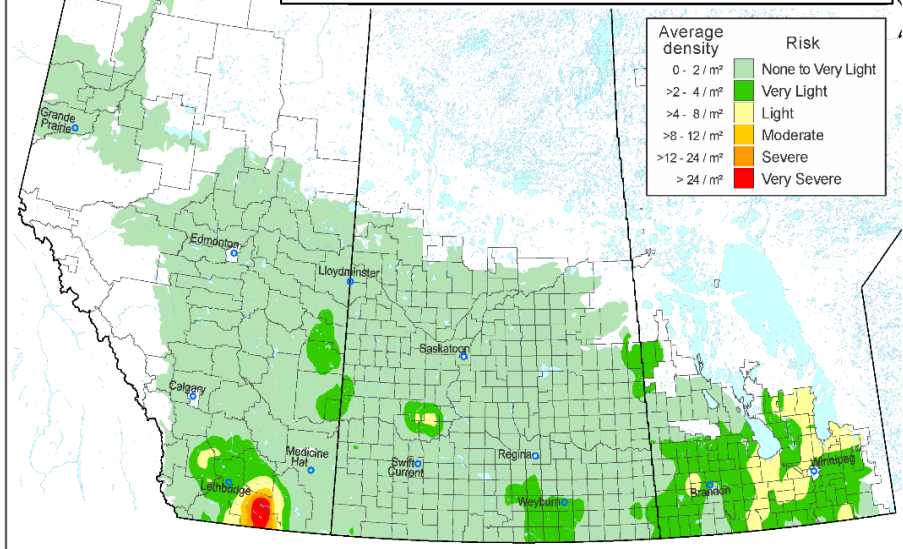 Average
density
Risk
0 - 2 / m² None to Very Light
>2 - 4 / m² Very Light
>4 - 8 / m² Light
>8 - 12 / m² Moderate
>12 - 24 / m² Severe
> 24 / m² Very Severe
Grande
Prairie
Edmonton
Lloydminster
Saskatoon
Calgary
Medicine
Hat
Swift
Current
Regina
Winnipeg
Lethbridge
Brandon
Weyburn